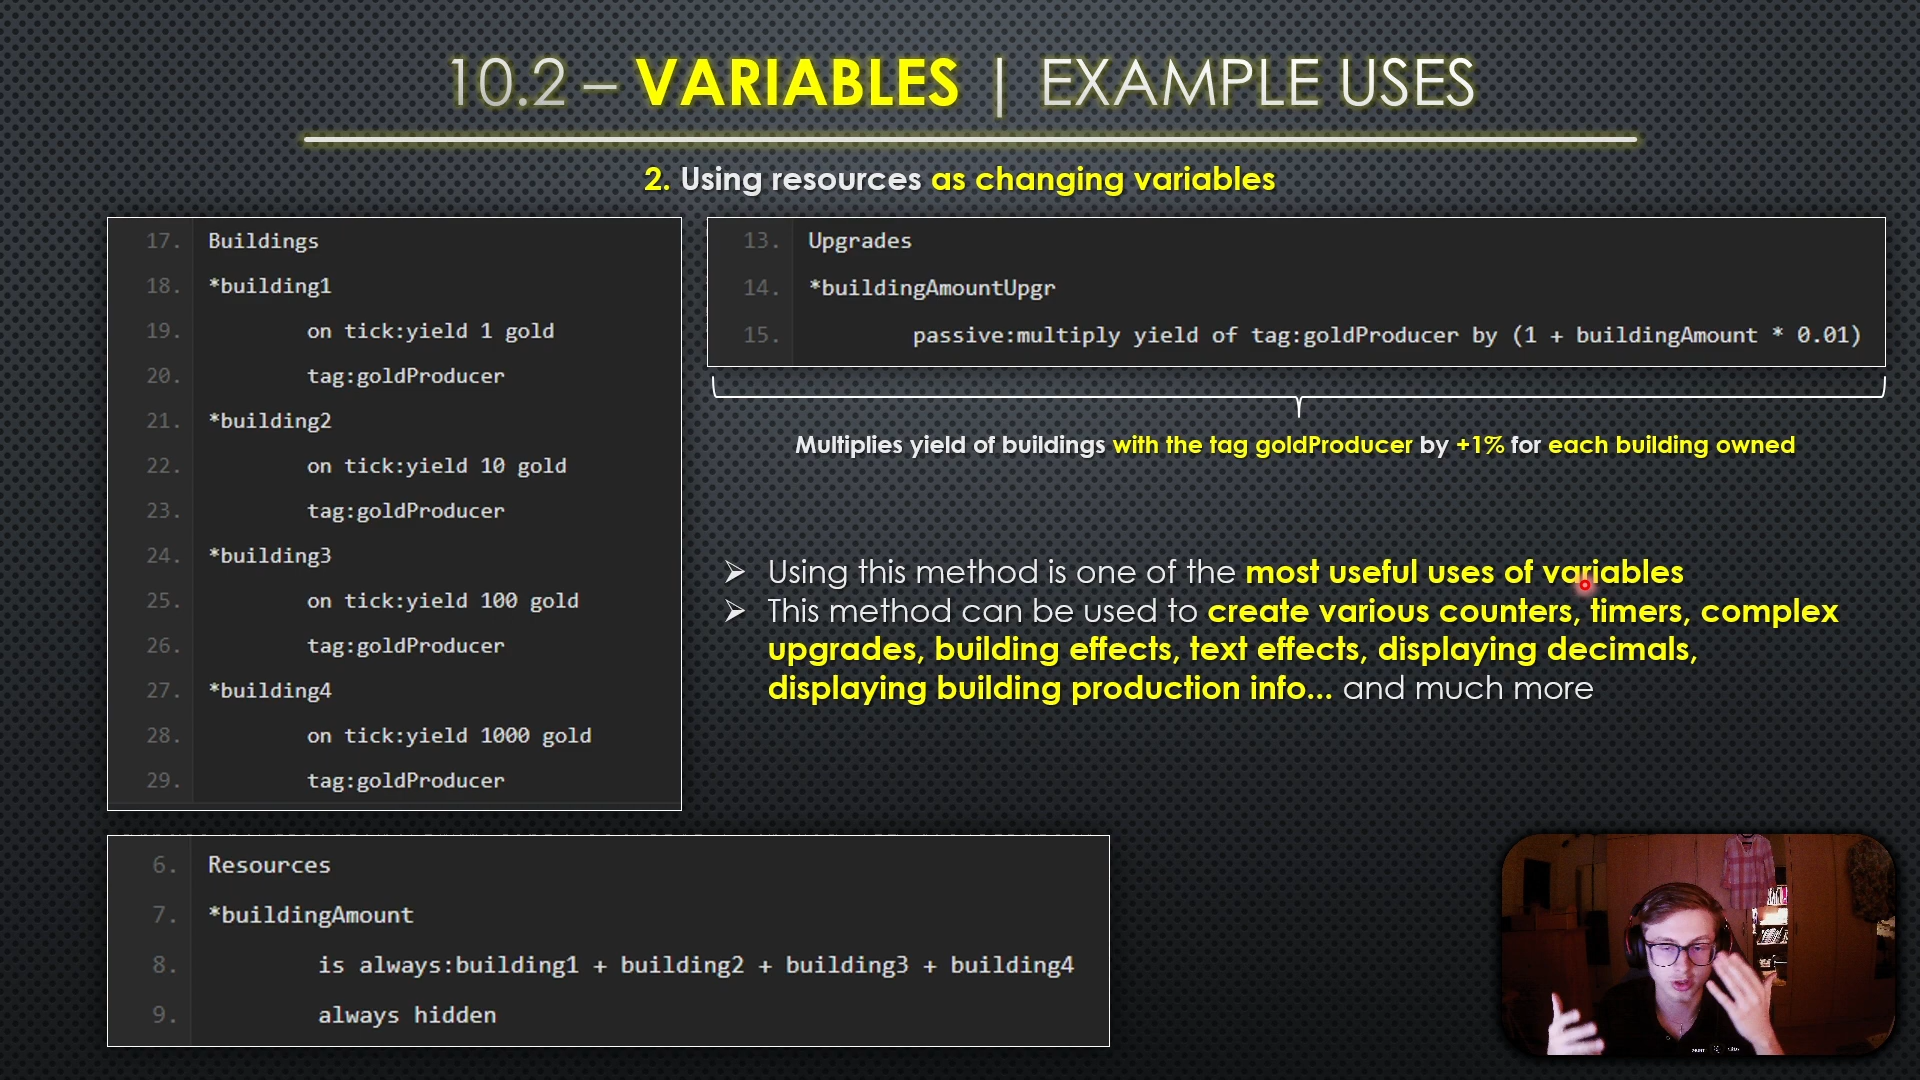 10.2 – VARIABLES | EXAMPLE USES
2. Using resources as changing variables
17. Buildings
18. *building1
19. on tick:yield 1 gold
20. tag:goldProducer
21. *building2
22. on tick:yield 10 gold
23. tag:goldProducer
24. *building3
25. on tick:yield 100 gold
26. tag:goldProducer
27. *building4
28. on tick:yield 1000 gold
29. tag:goldProducer
13. Upgrades
14. *buildingAmountUpgr
15. passive:multiply yield of tag:goldProducer by (1 + buildingAmount * 0.01)
Multiplies yield of buildings with the tag goldProducer by +1% for each building owned
➢ Using this method is one of the most useful uses of variables
➢ This method can be used to create various counters, timers, complex
upgrades, building effects, text effects, displaying decimals,
displaying building production info... and much more
6. Resources
7. *buildingAmount
8. is always:building1 + building2 + building3 + building4
9. always hidden